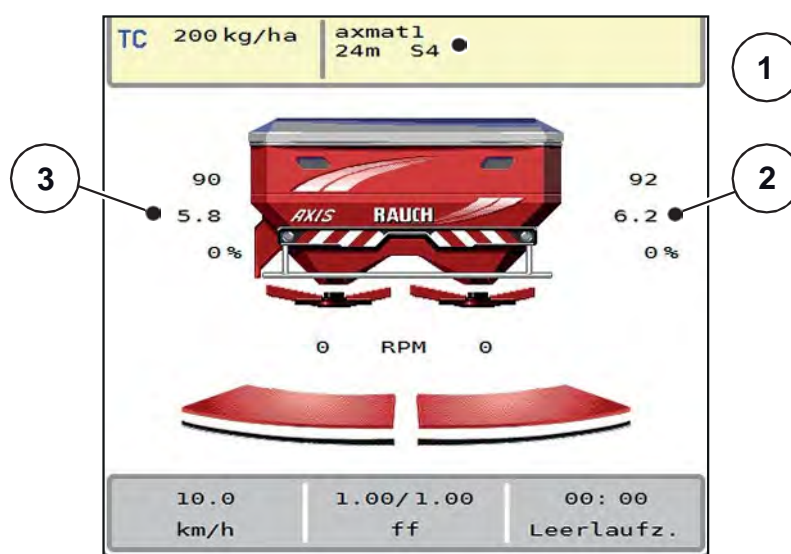 TC 200 kg/ha axmat1
24m S4
1
3
2
90 92
5.8 6.2
AXIS RAUCH
0% 0%
0 RPM 0
10.0 1.00/1.00 00:00
km/h ff Leerlaufz.